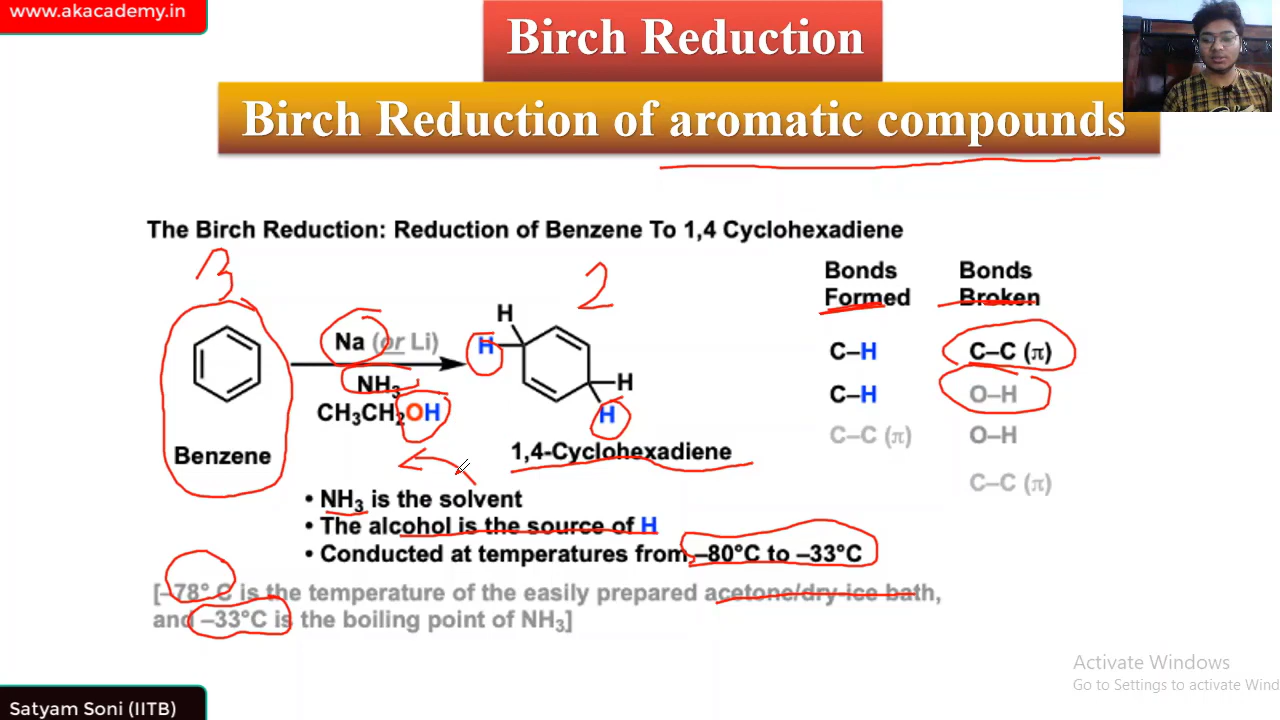 www.akacademy.in
Birch Reduction
Birch Reduction of aromatic compounds
The Birch Reduction: Reduction of Benzene To 1,4 Cyclohexadiene
3
2
Bonds Formed
Bonds Broken
Na (or Li)
NH₃
CH₃CH₂OH
H
H
H
H
Benzene
1,4-Cyclohexadiene
C–H
C–C (π)
C–H
O–H
C–C (π)
O–H
C–C (π)
• NH₃ is the solvent
• The alcohol is the source of H
• Conducted at temperatures from –80°C to –33°C
[–78° C is the temperature of the easily prepared acetone/dry ice bath,
and –33°C is the boiling point of NH₃]
Activate Windows
Go to Settings to activate Wind
Satyam Soni (IITB)